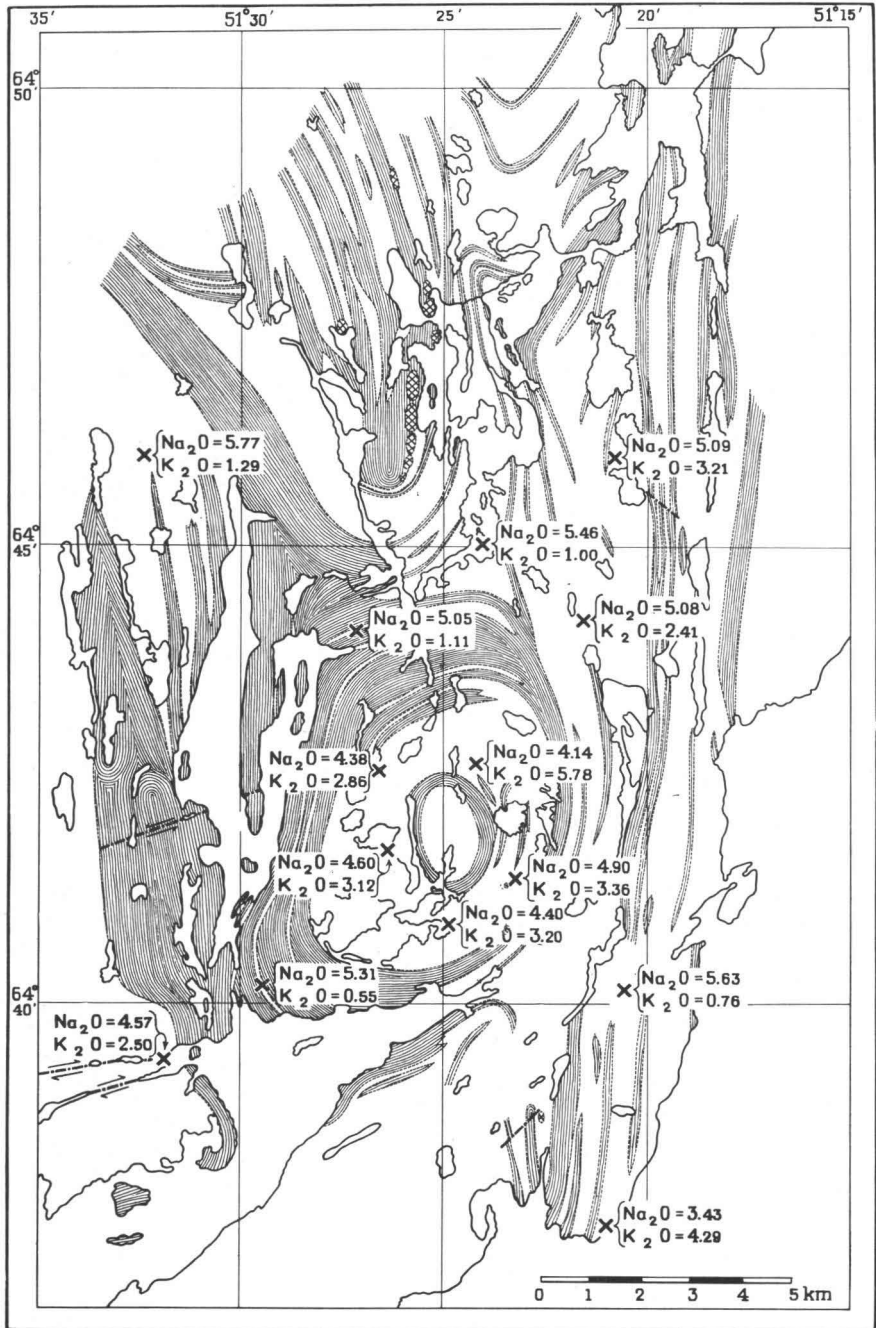 35′ 51°30′ 25′ 20′ 51°15′
64°
50′
Na₂O = 5.77
K₂O = 1.29
Na₂O = 5.09
K₂O = 3.21
64°
45′
Na₂O = 5.46
K₂O = 1.00
Na₂O = 5.05
K₂O = 1.11
Na₂O = 5.08
K₂O = 2.41
Na₂O = 4.38
K₂O = 2.86
Na₂O = 4.14
K₂O = 5.78
Na₂O = 4.60
K₂O = 3.12
Na₂O = 4.90
K₂O = 3.36
Na₂O = 4.40
K₂O = 3.20
Na₂O = 5.31
K₂O = 0.55
Na₂O = 5.63
K₂O = 0.76
64°
40′
Na₂O = 4.57
K₂O = 2.50
Na₂O = 3.43
K₂O = 4.29
0 1 2 3 4 5 km